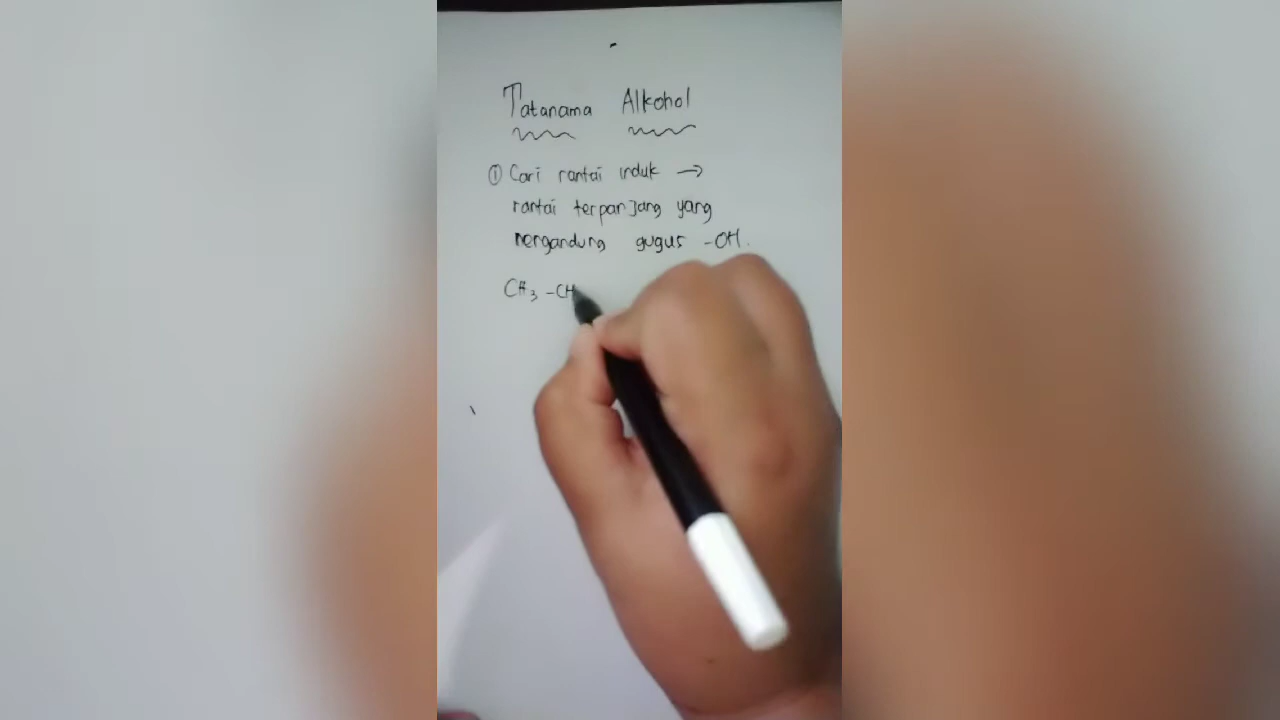 Tatanama Alkohol
① Cari rantai induk →
rantai terpanjang yang
mengandung gugus -OH.
CH3 -CH